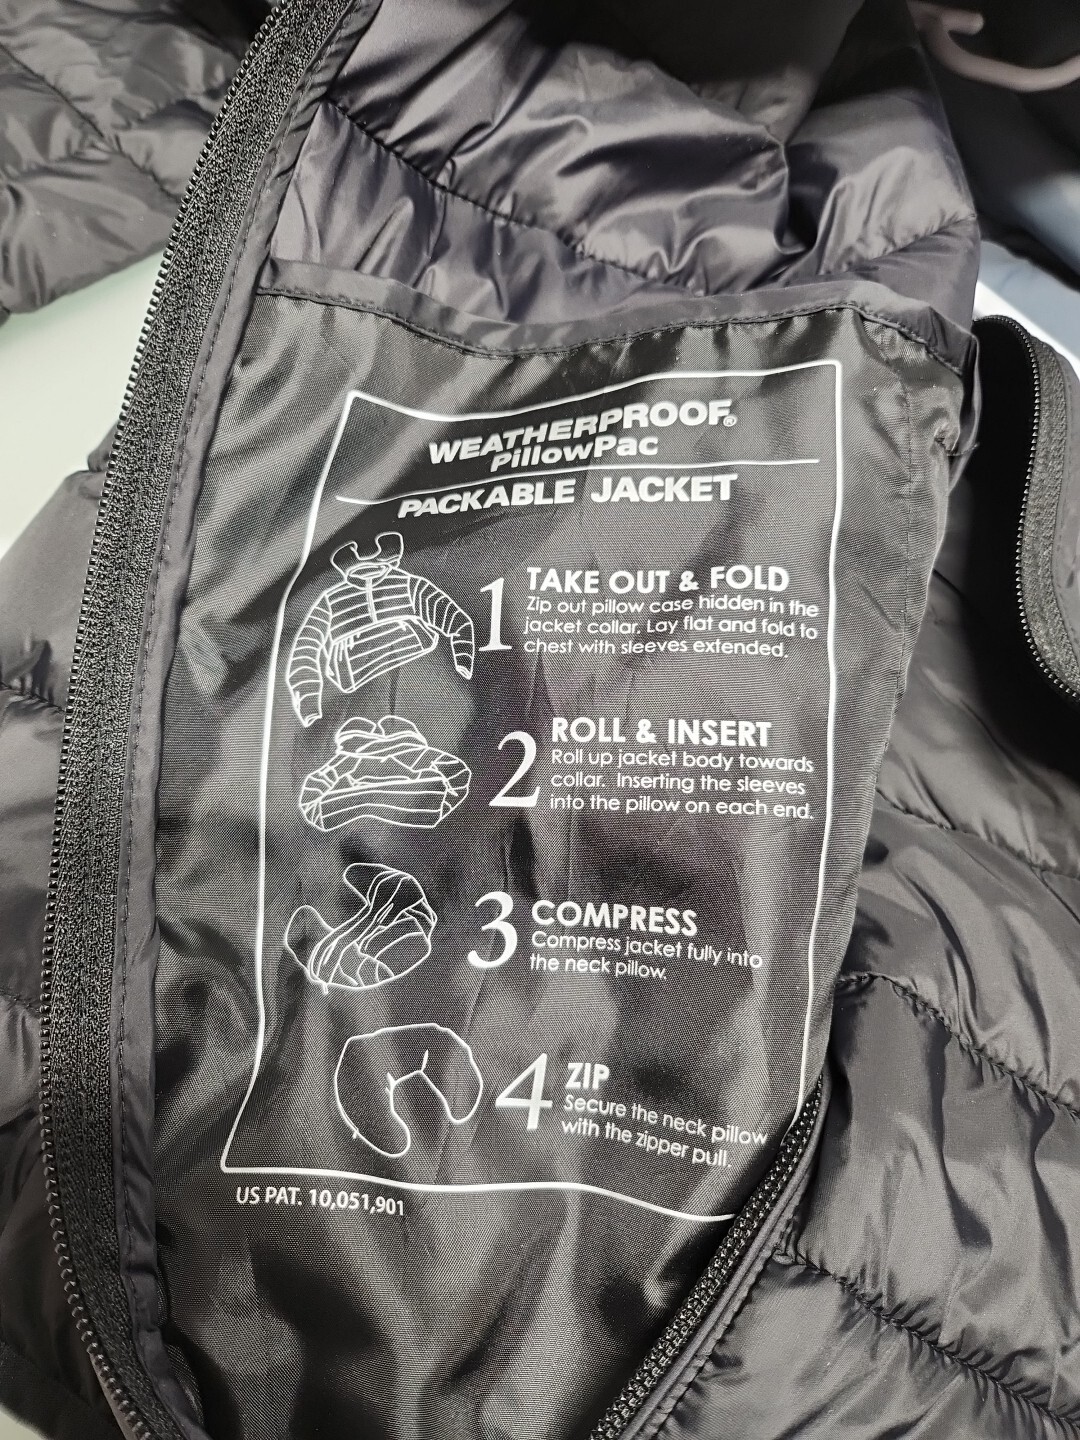 WEATHERPROOF®
PillowPac
PACKABLE JACKET
1 TAKE OUT & FOLD
Zip out pillow case hidden in the
jacket collar. Lay flat and fold to
chest with sleeves extended.
2 ROLL & INSERT
Roll up jacket body towards
collar. Inserting the sleeves
into the pillow on each end.
3 COMPRESS
Compress jacket fully into
the neck pillow.
4 ZIP
Secure the neck pillow
with the zipper pull.
US PAT. 10,051,901